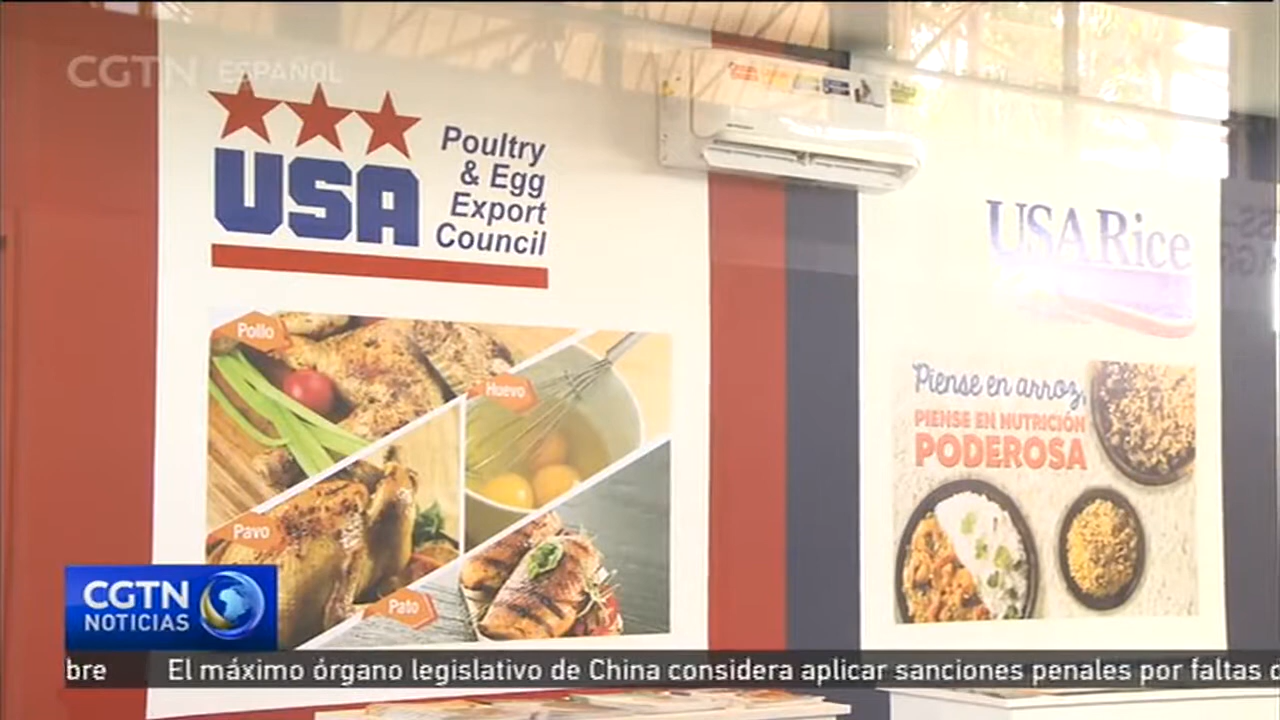 CGTN ESPAÑOL
USA
Poultry
& Egg
Export
Council
USA Rice
Pollo
Huevo
Pavo
Pato
Piense en arroz,
PIENSE EN NUTRICIÓN
PODEROSA
CGTN
NOTICIAS
bre El máximo órgano legislativo de China considera aplicar sanciones penales por faltas